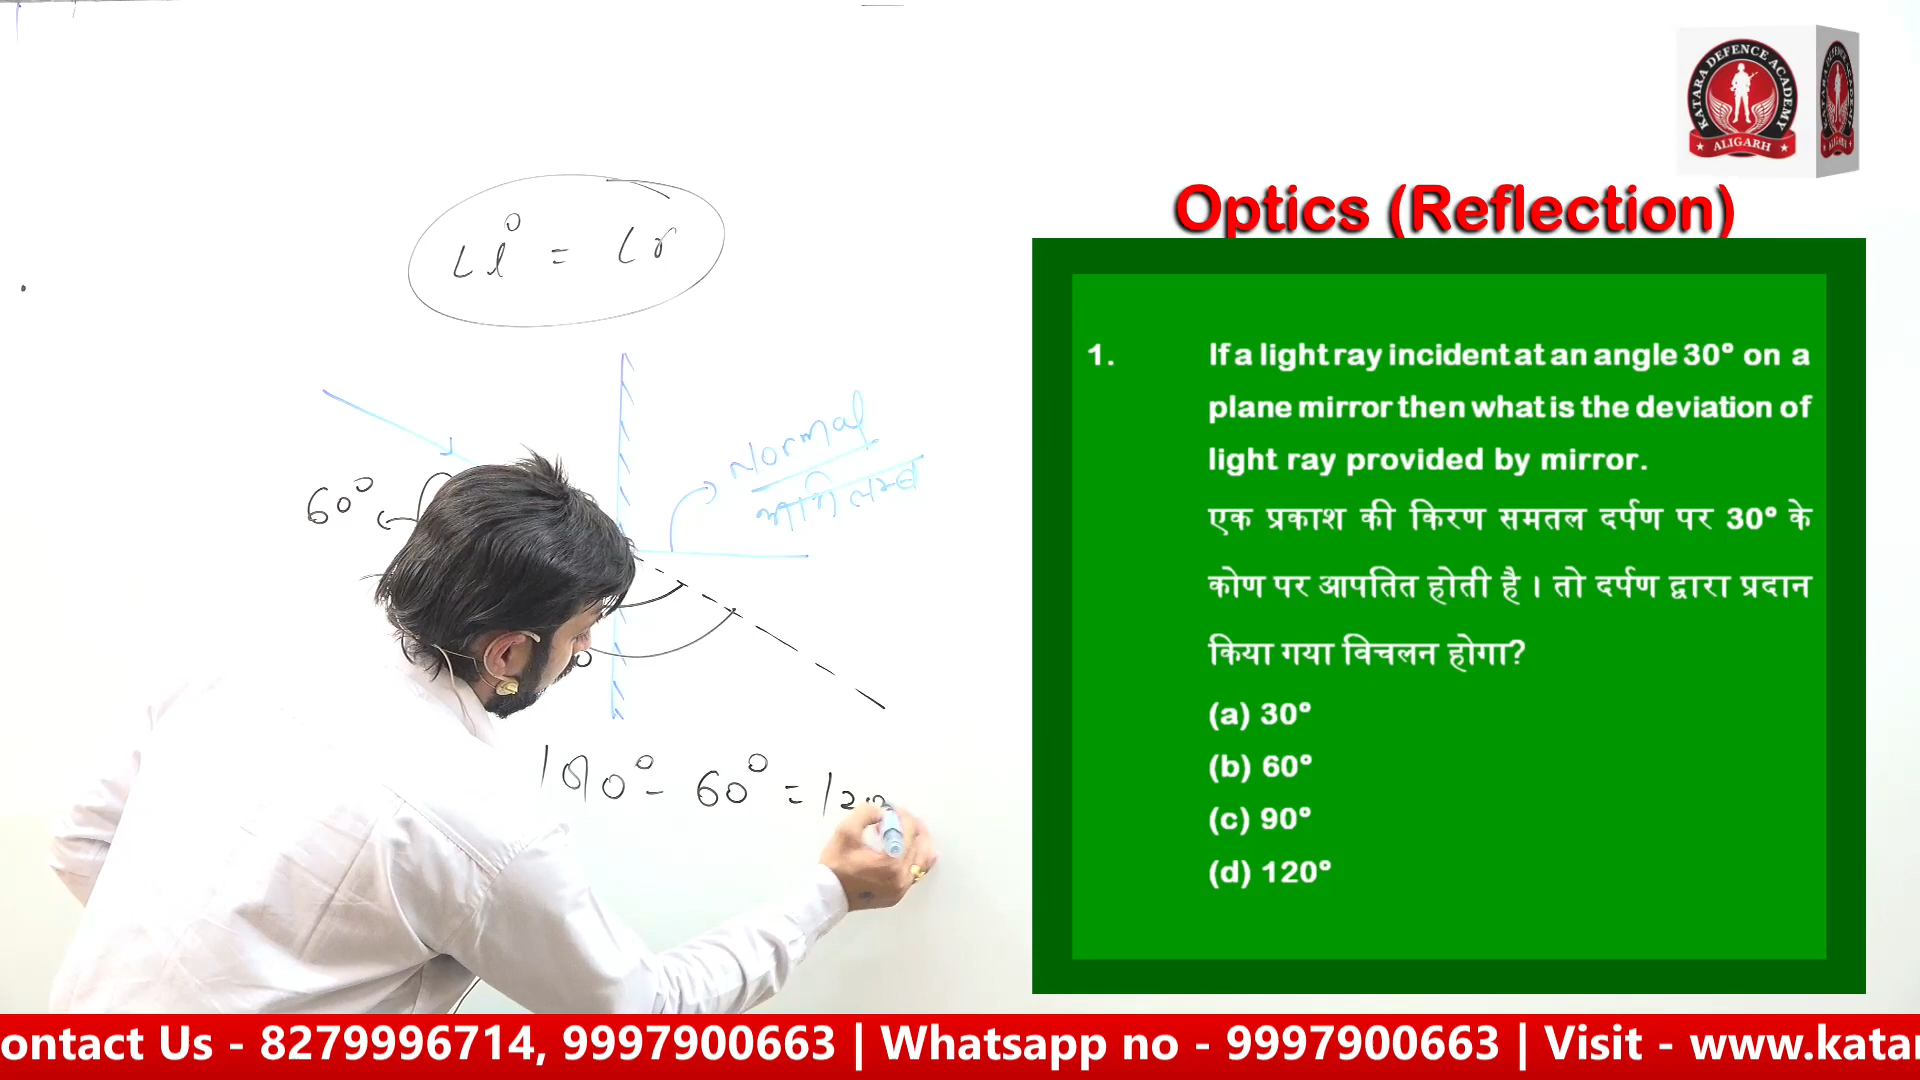 KATARA DEFENCE ACADEMY
ALIGARH
Optics (Reflection)
∠i = ∠r
1. If a light ray incident at an angle 30° on a
plane mirror then what is the deviation of
light ray provided by mirror.
एक प्रकाश की किरण समतल दर्पण पर 30° के
कोण पर आपतित होती है । तो दर्पण द्वारा प्रदान
किया गया विचलन होगा?
(a) 30°
(b) 60°
(c) 90°
(d) 120°
Normal
अभिलम्ब
60°
180° - 60° = 120
ontact Us - 8279996714, 9997900663 | Whatsapp no - 9997900663 | Visit - www.katar